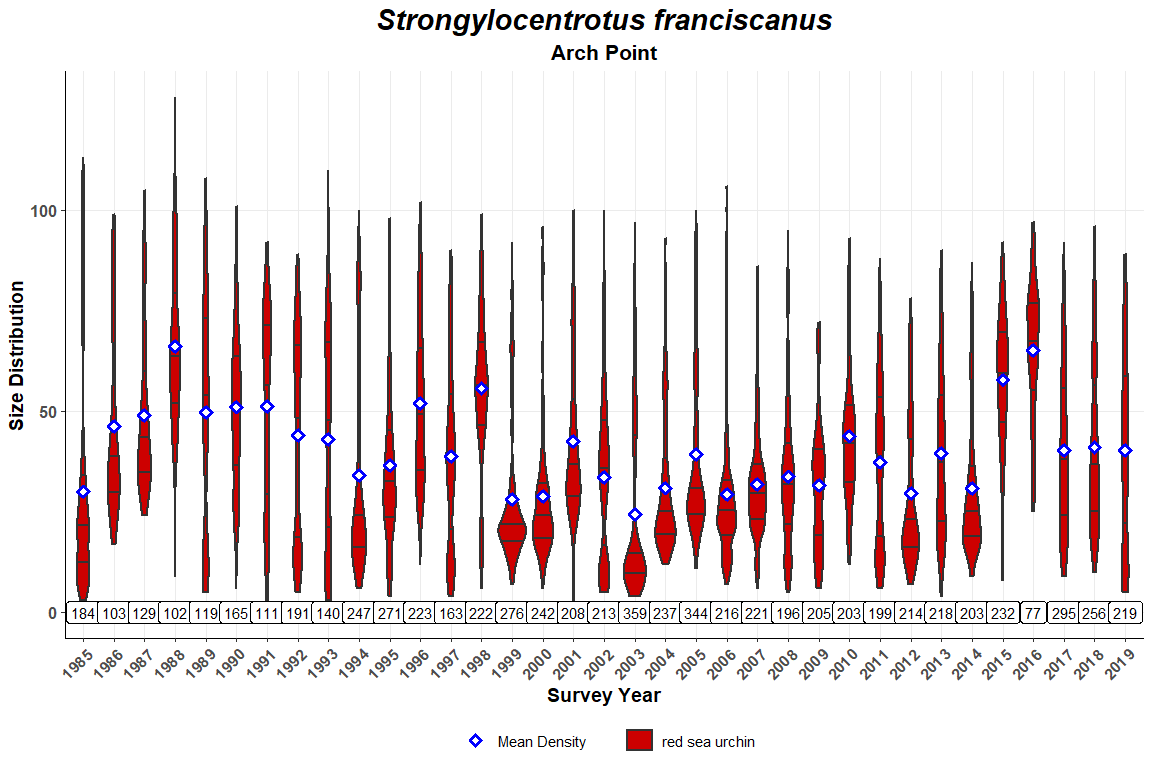 Strongylocentrotus franciscanus
Arch Point
Size Distribution
100
50
0
184 103 129 102 119 165 111 191 140 247 271 223 163 222 276 242 208 213 359 237 344 216 221 196 205 203 199 214 218 203 232 77 295 256 219
1985 1986 1987 1988 1989 1990 1991 1992 1993 1994 1995 1996 1997 1998 1999 2000 2001 2002 2003 2004 2005 2006 2007 2008 2009 2010 2011 2012 2013 2014 2015 2016 2017 2018 2019
Survey Year
Mean Density red sea urchin